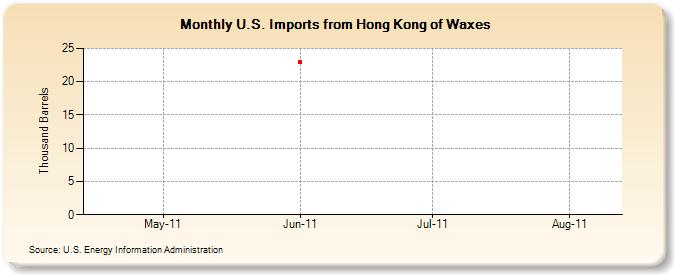 Monthly U.S. Imports from Hong Kong of Waxes
Thousand Barrels
25
20
15
10
5
0
May-11
Jun-11
Jul-11
Aug-11
Source: U.S. Energy Information Administration